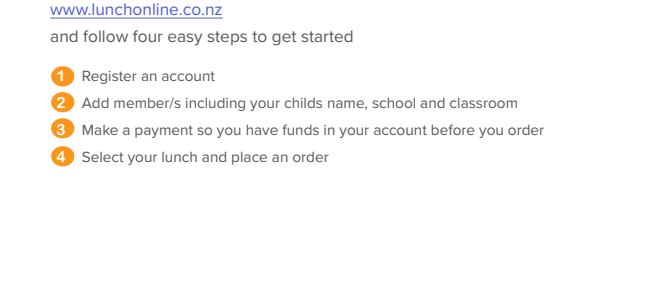 www.lunchonline.co.nz
and follow four easy steps to get started
1 Register an account
2 Add member/s including your childs name, school and classroom
3 Make a payment so you have funds in your account before you order
4 Select your lunch and place an order